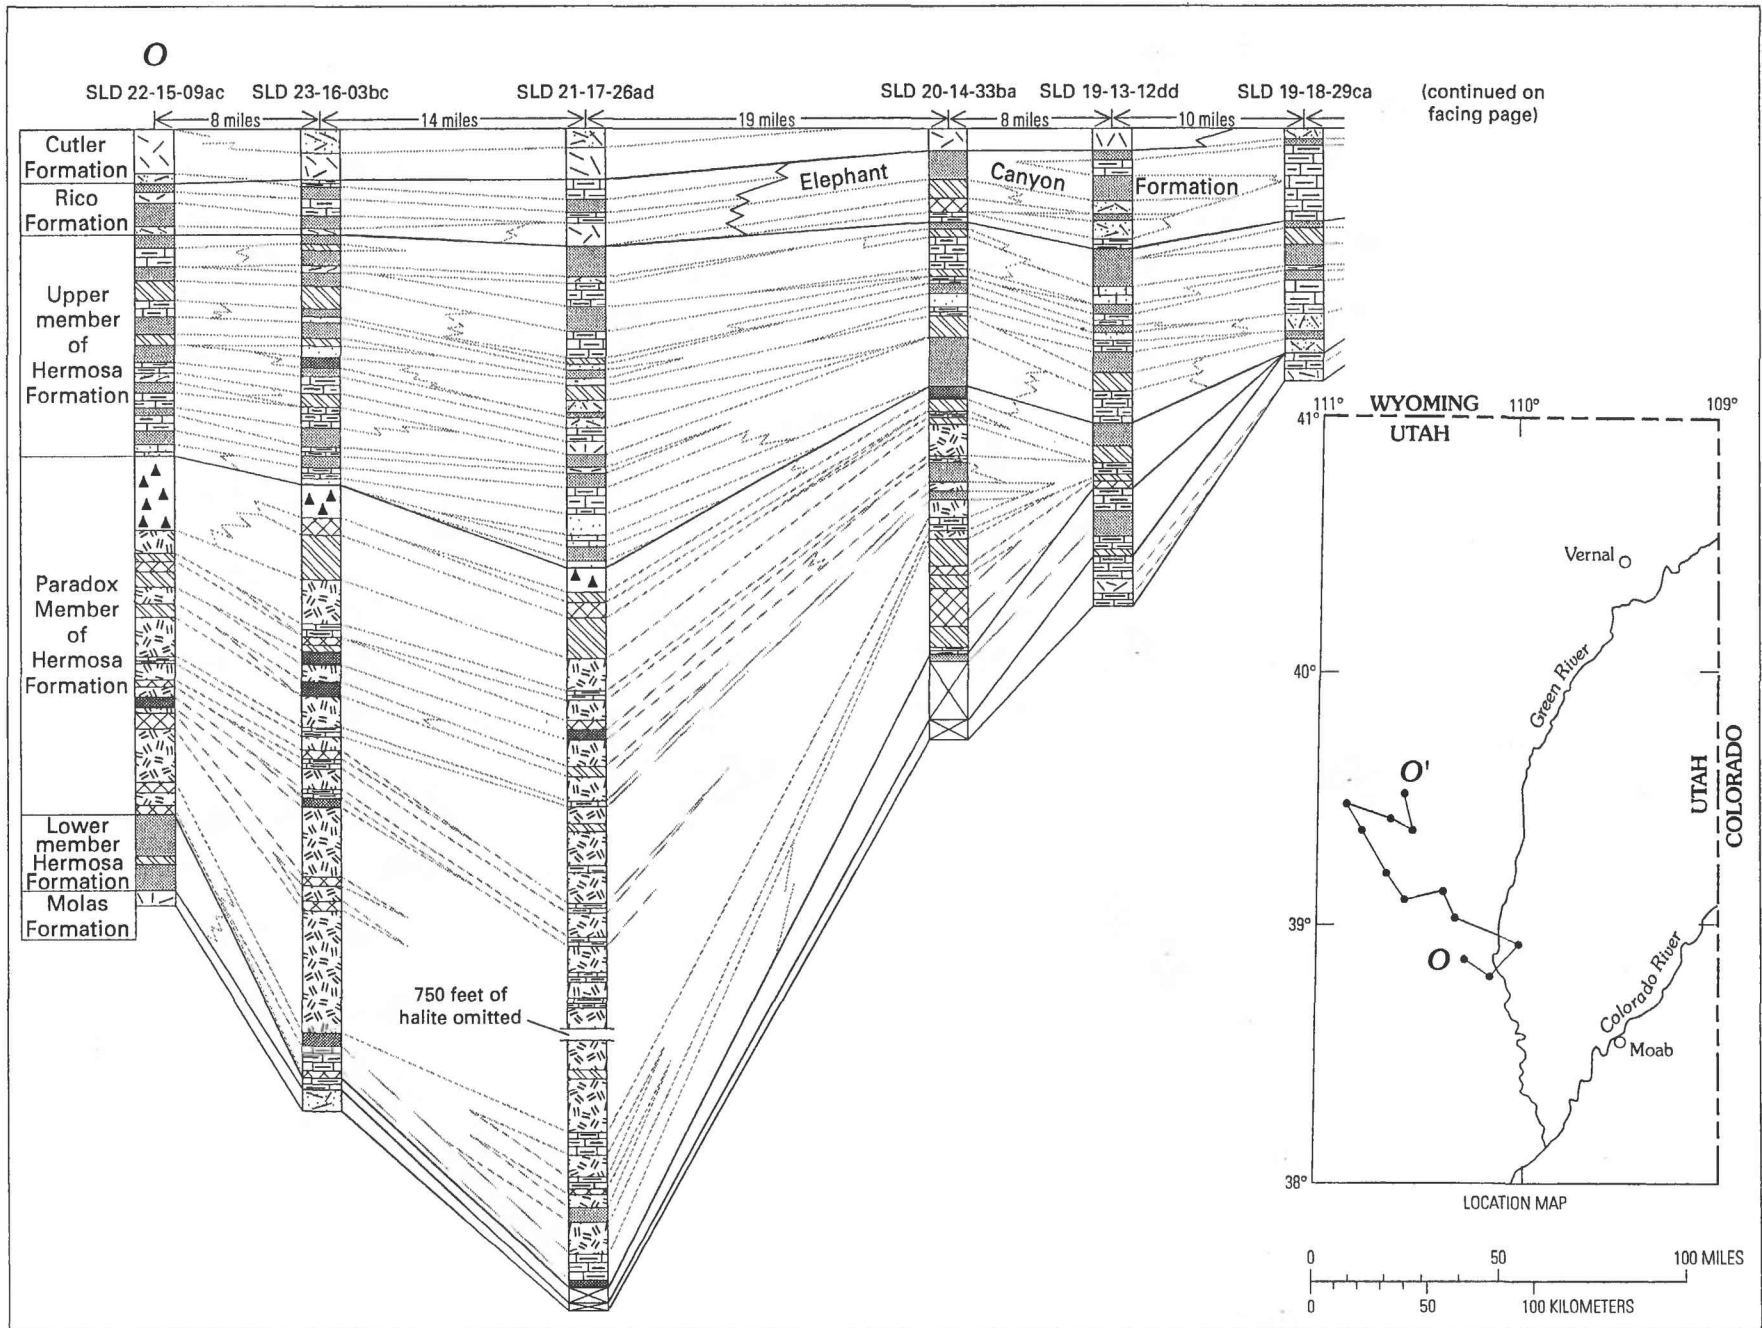 O
SLD 22-15-09ac SLD 23-16-03bc SLD 21-17-26ad SLD 20-14-33ba SLD 19-13-12dd SLD 19-18-29ca (continued on
facing page)
8 miles 14 miles 19 miles 8 miles 10 miles
Cutler
Formation
Rico
Formation
Elephant Canyon Formation
Upper
member
of
Hermosa
Formation
Paradox
Member
of
Hermosa
Formation
Lower
member
Hermosa
Formation
Molas
Formation
750 feet of
halite omitted
111° 110° 109°
41°
WYOMING
UTAH
Vernal
40°
Green River
UTAH
COLORADO
O'
39°
O
Colorado River
Moab
38°
LOCATION MAP
0 50 100 MILES
0 50 100 KILOMETERS